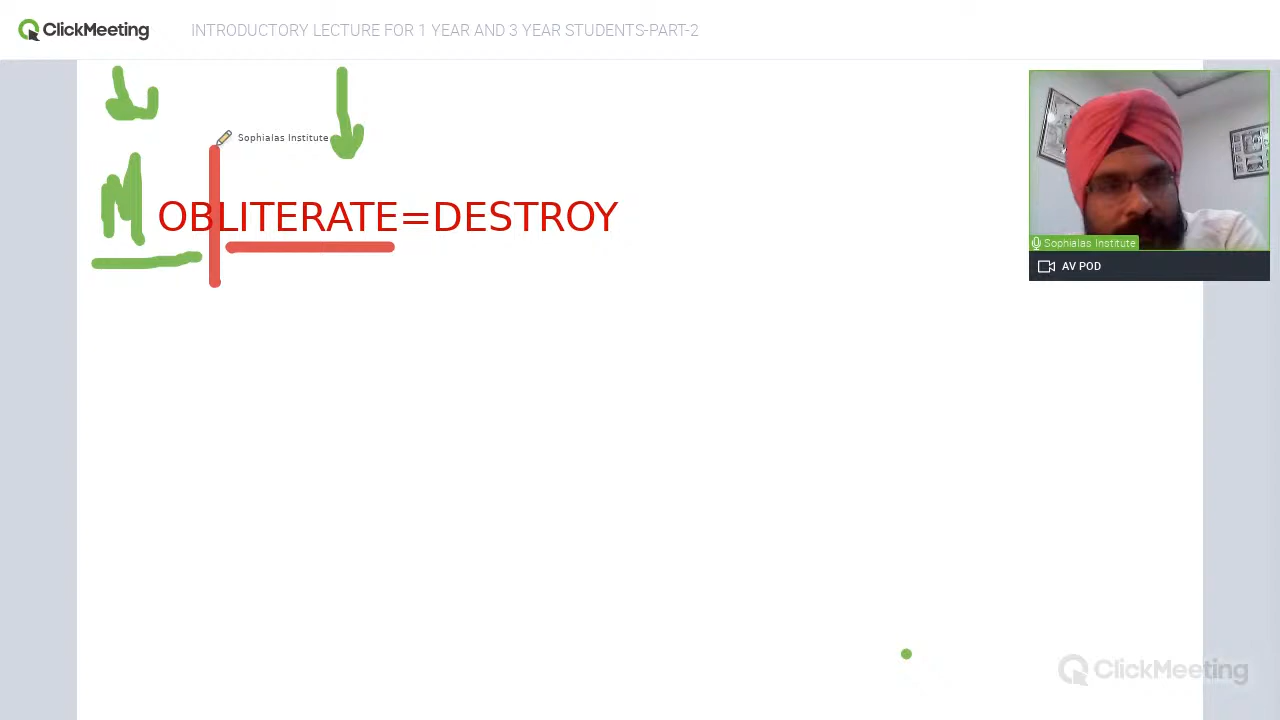 ClickMeeting INTRODUCTORY LECTURE FOR 1 YEAR AND 3 YEAR STUDENTS-PART-2
Sophialas Institute
M OBLITERATE=DESTROY
Sophialas Institute
AV POD
ClickMeeting